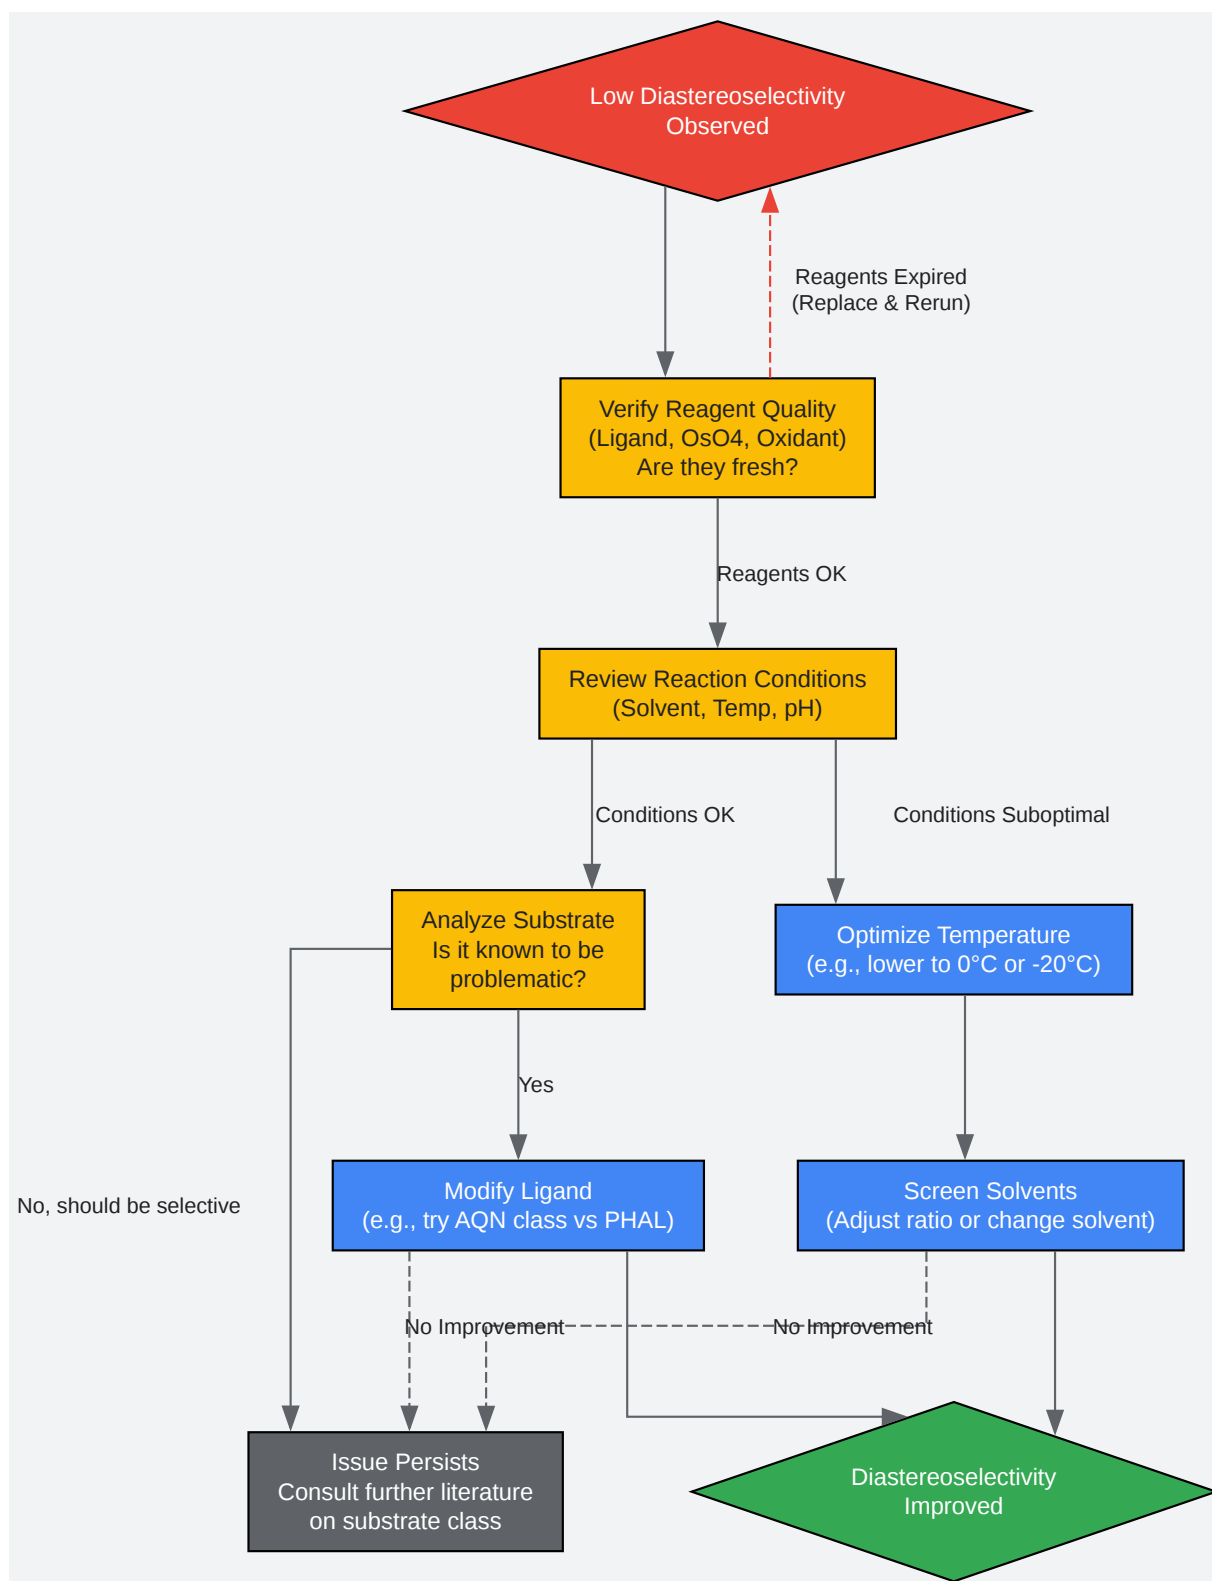 Low Diastereoselectivity
Observed
Reagents Expired
(Replace & Rerun)
Verify Reagent Quality
(Ligand, OsO4, Oxidant)
Are they fresh?
Reagents OK
Review Reaction Conditions
(Solvent, Temp, pH)
Conditions OK
Conditions Suboptimal
Analyze Substrate
Is it known to be
problematic?
Optimize Temperature
(e.g., lower to 0°C or -20°C)
Yes
No, should be selective
Modify Ligand
(e.g., try AQN class vs PHAL)
Screen Solvents
(Adjust ratio or change solvent)
No Improvement
No Improvement
Issue Persists
Consult further literature
on substrate class
Diastereoselectivity
Improved